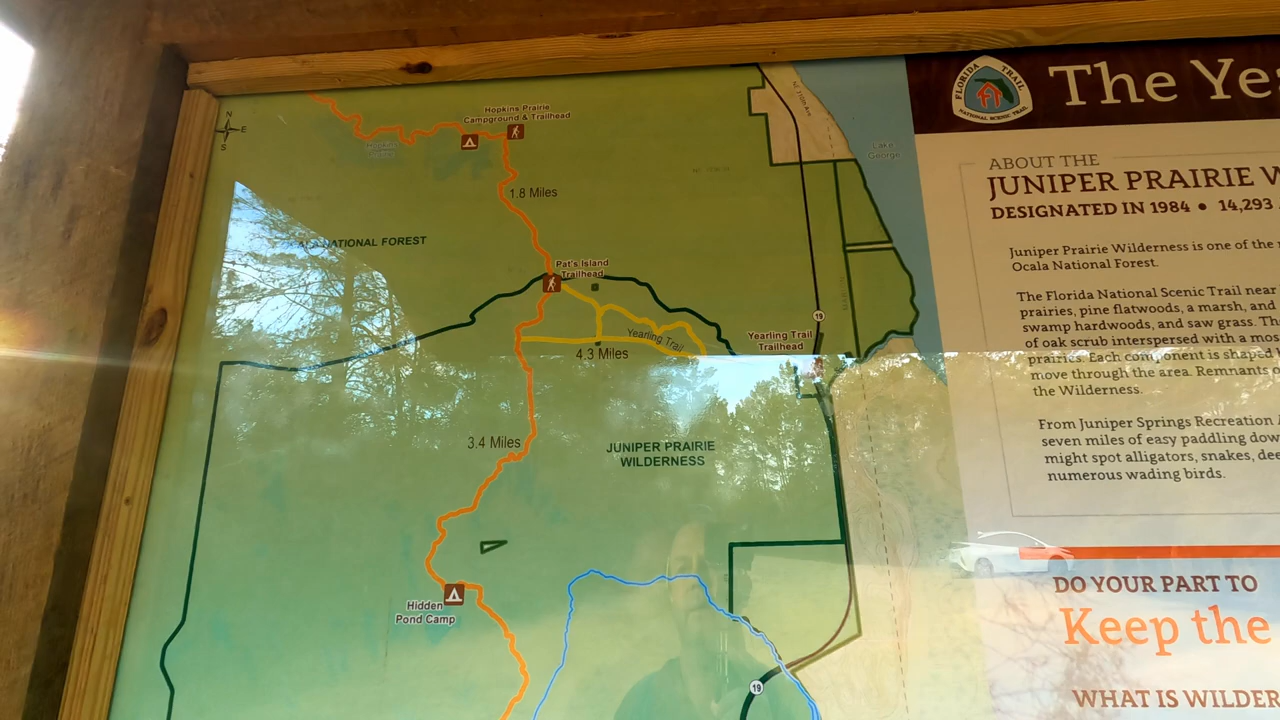 N
E
S
Hopkins Prairie
Campground & Trailhead
Hopkins
Prairie
1.8 Miles
NATIONAL FOREST
Pat's Island
Trailhead
Yearling Trail
4.3 Miles
Yearling Trail
Trailhead
19
Lake
George
3.4 Miles
JUNIPER PRAIRIE
WILDERNESS
Hidden
Pond Camp
19
FLORIDA TRAIL
NATIONAL SCENIC TRAIL
The Ye
ABOUT THE
JUNIPER PRAIRIE W
DESIGNATED IN 1984 • 14,293
Juniper Prairie Wilderness is one of the
Ocala National Forest.
The Florida National Scenic Trail near
prairies, pine flatwoods, a marsh, and
swamp hardwoods, and saw grass. Th
of oak scrub interspersed with a mos
prairies. Each component is shaped
move through the area. Remnants o
the Wilderness.
From Juniper Springs Recreation
seven miles of easy paddling dow
might spot alligators, snakes, dee
numerous wading birds.
DO YOUR PART TO
Keep the
WHAT IS WILDER